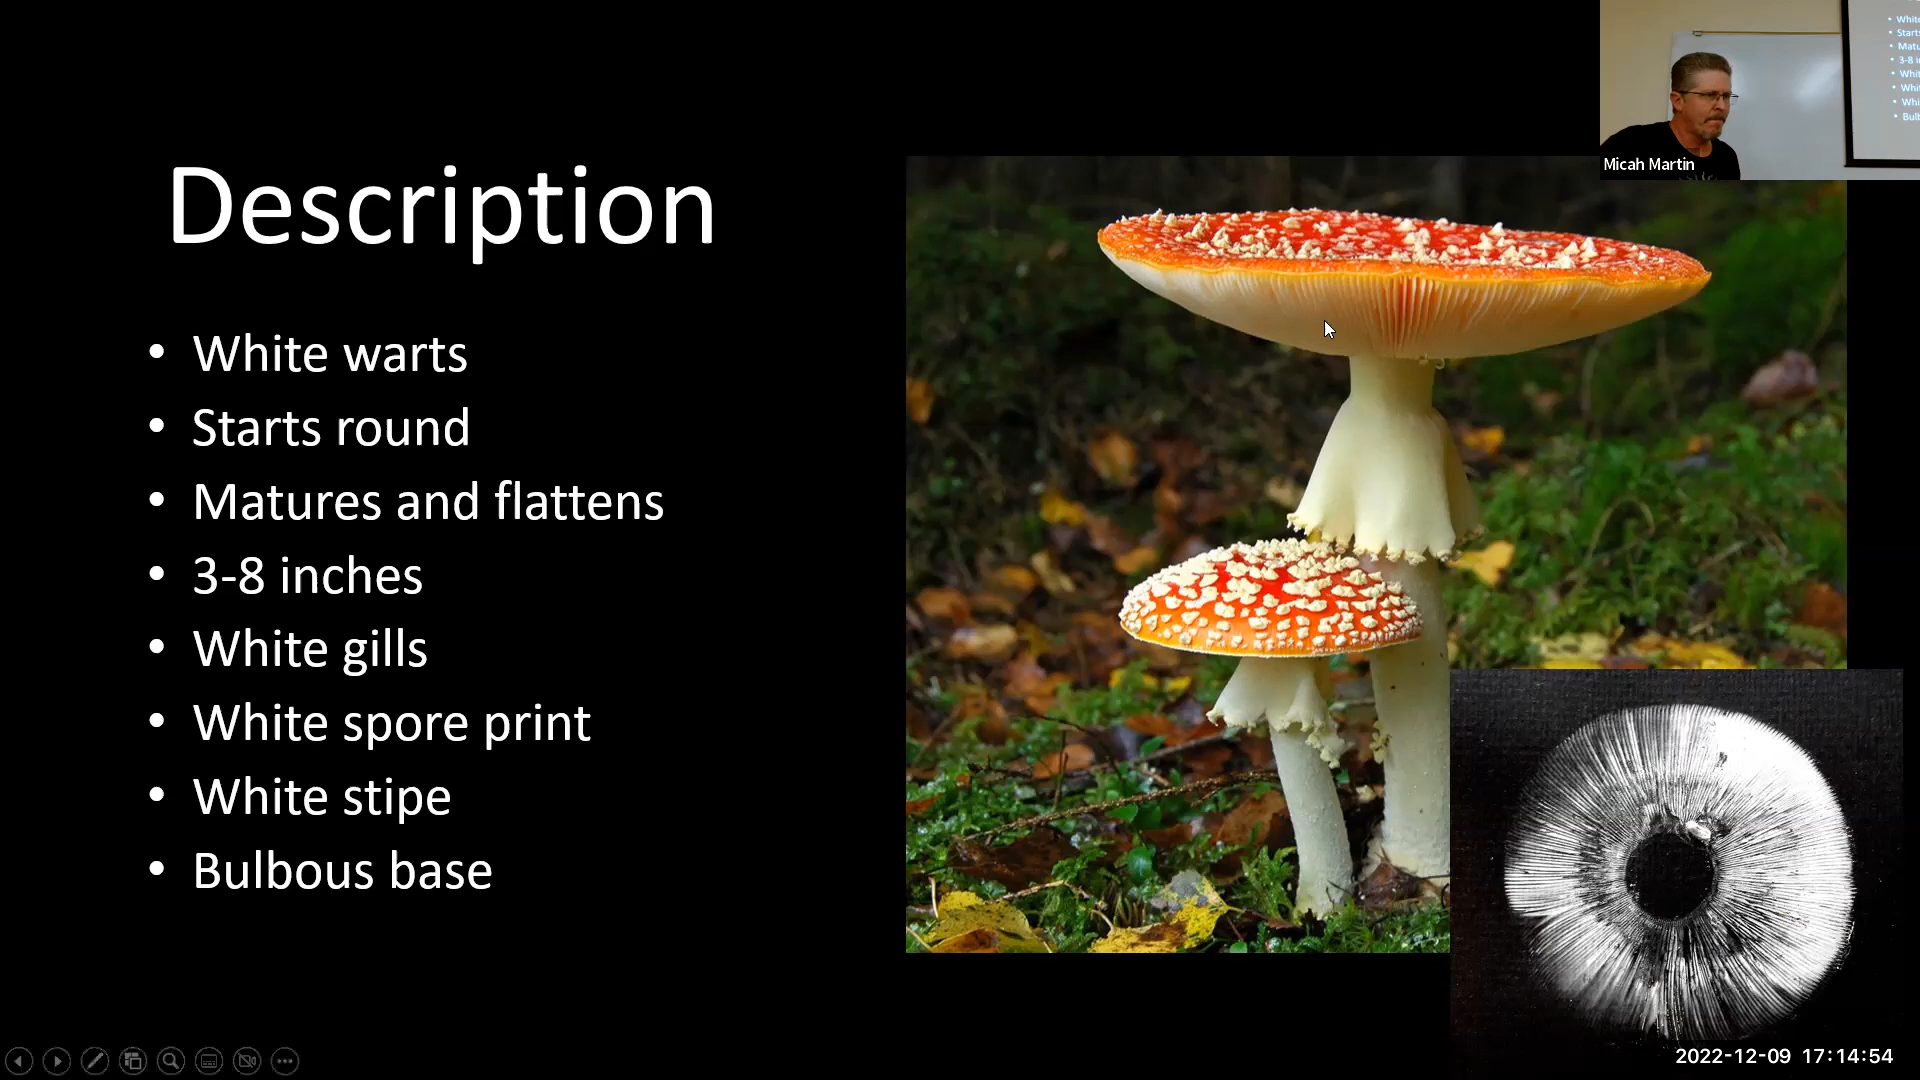 Description
• White warts
• Starts round
• Matures and flattens
• 3-8 inches
• White gills
• White spore print
• White stipe
• Bulbous base
Micah Martin
2022-12-09 17:14:54